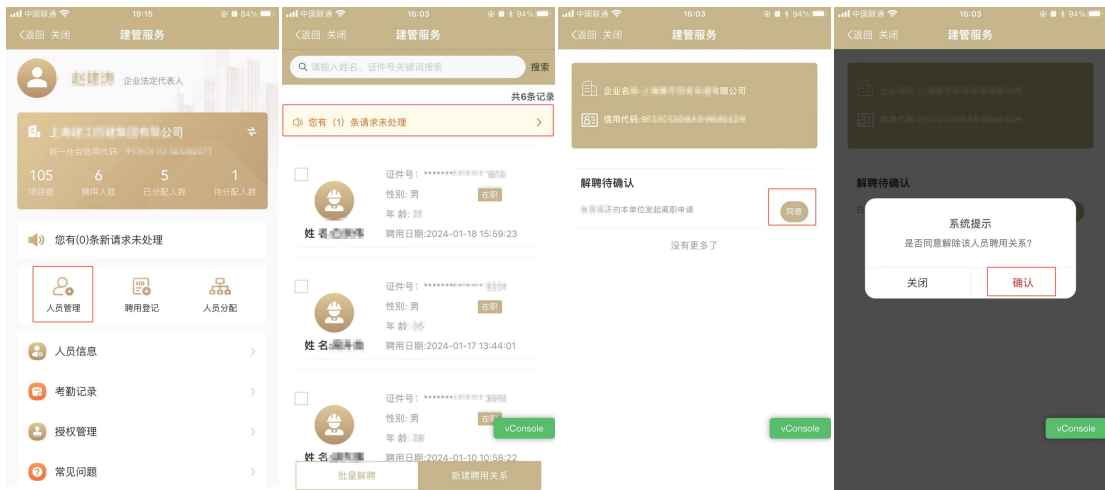 中国联通 19:15 84%
返回 关闭 建管服务
企业法定代表人
公司
统一社会信用代码:
105 6 5 1
项目数 聘用人数 已分配人数 待分配人数
您有(0)条新请求未处理
人员管理 聘用登记 人员分配
人员信息
考勤记录
授权管理
常见问题
中国联通 16:03 94%
返回 关闭 建管服务
请输入姓名、证件号关键词搜索 搜索
共6条记录
您有 (1) 条请求未处理
证件号: *******
性别: 男 在职
年 龄:
姓 名: 聘用日期:2024-01-18 15:59:23
证件号: *******
性别: 男 在职
年 龄:
姓 名: 聘用日期:2024-01-17 13:44:01
证件号: *******
性别: 男
年 龄:
姓 名: 聘用日期:2024-01-10 10:58:22
vConsole
批量解聘 新建聘用关系
中国联通 16:03 94%
返回 关闭 建管服务
企业名 有限公司
信用代码:9
解聘待确认
向本单位发起离职申请 同意
没有更多了
vConsole
中国联通 16:03 94%
返回 关闭 建管服务
信用代码:
解聘待确认
系统提示
是否同意解除该人员聘用关系?
关闭 确认
vConsole